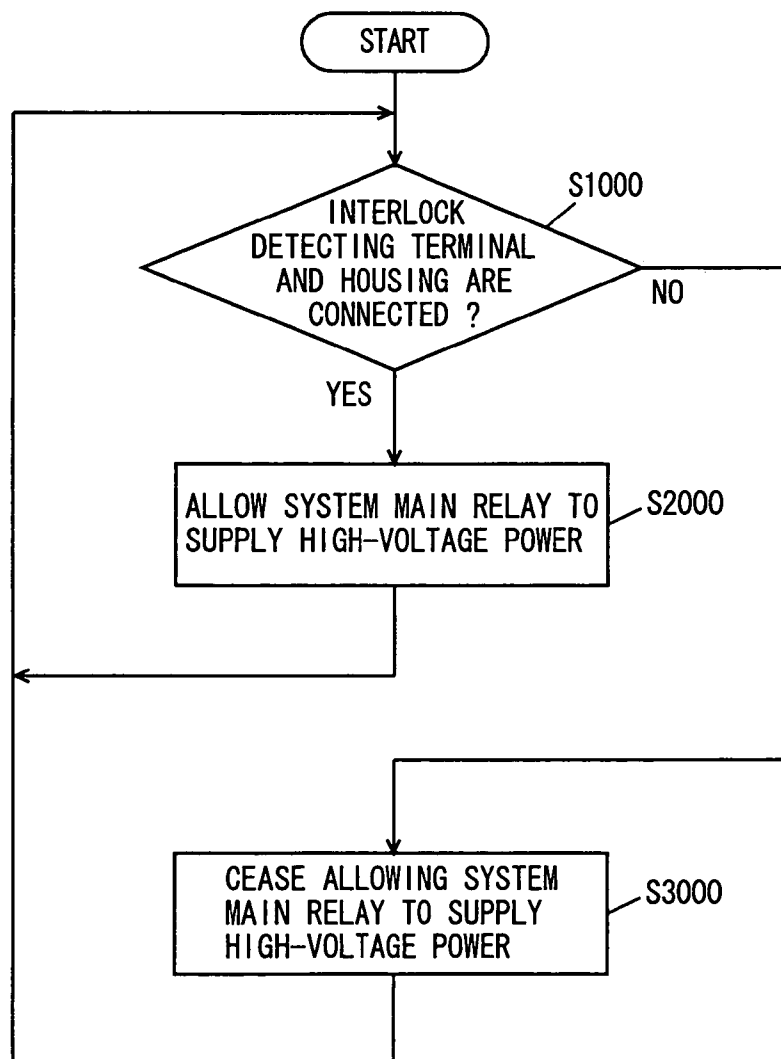 START
S1000
INTERLOCK
DETECTING TERMINAL
AND HOUSING ARE
CONNECTED ?
NO
YES
ALLOW SYSTEM MAIN RELAY TO
SUPPLY HIGH-VOLTAGE POWER
S2000
CEASE ALLOWING SYSTEM
MAIN RELAY TO SUPPLY
HIGH-VOLTAGE POWER
S3000